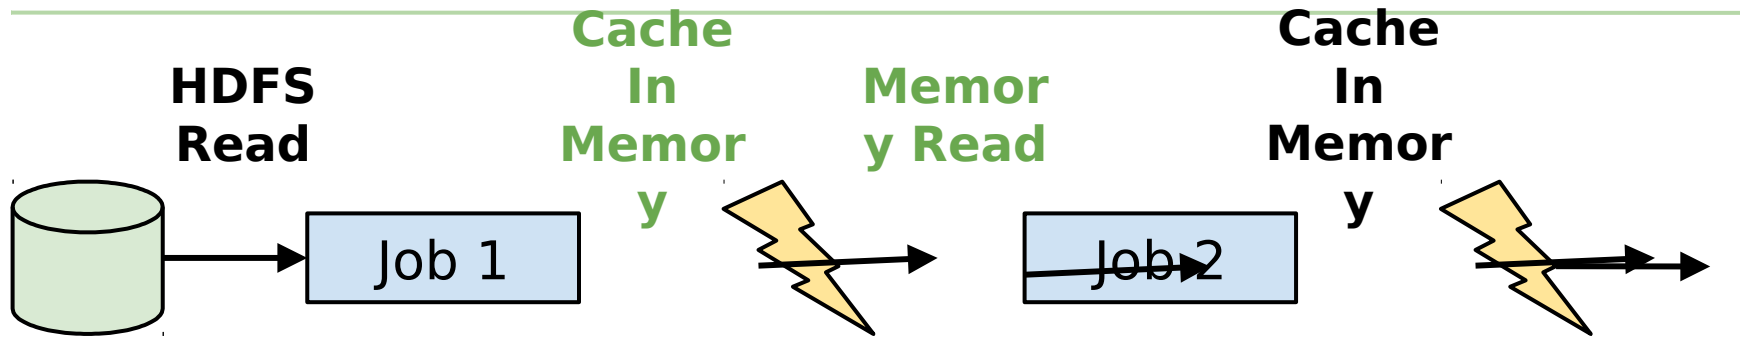 HDFS
Read
Cache
In
Memor
y
Memor
y Read
Cache
In
Memor
y
Job 1
Job 2